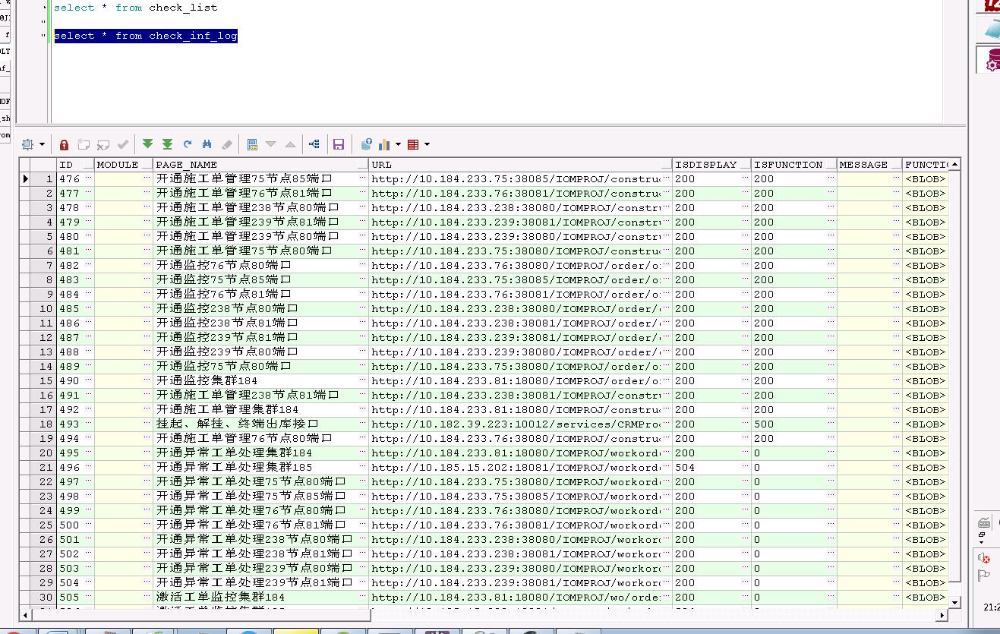 select * from check_list
select * from check_inf_log
ID MODULE PAGE_NAME URL ISDISPLAY ISFUNCTION MESSAGE FUNCTIO
1 476 开通施工单管理75节点85端口 http://10.184.233.75:38085/IOMPROJ/constru 200 200 <BLOB>
2 477 开通施工单管理76节点81端口 http://10.184.233.76:38081/IOMPROJ/constru 200 200 <BLOB>
3 478 开通施工单管理238节点80端口 http://10.184.233.238:38080/IOMPROJ/constr 200 200 <BLOB>
4 479 开通施工单管理239节点81端口 http://10.184.233.239:38081/IOMPROJ/constr 200 200 <BLOB>
5 480 开通施工单管理239节点80端口 http://10.184.233.239:38080/IOMPROJ/constr 200 200 <BLOB>
6 481 开通施工单管理75节点80端口 http://10.184.233.75:38080/IOMPROJ/constru 200 200 <BLOB>
7 482 开通监控76节点80端口 http://10.184.233.76:38080/IOMPROJ/order/o 200 200 <BLOB>
8 483 开通监控75节点85端口 http://10.184.233.75:38085/IOMPROJ/order/o 200 200 <BLOB>
9 484 开通监控76节点81端口 http://10.184.233.76:38081/IOMPROJ/order/o 200 200 <BLOB>
10 485 开通监控238节点80端口 http://10.184.233.238:38080/IOMPROJ/order/ 200 200 <BLOB>
11 486 开通监控238节点81端口 http://10.184.233.238:38081/IOMPROJ/order/ 200 200 <BLOB>
12 487 开通监控239节点81端口 http://10.184.233.239:38081/IOMPROJ/order/ 200 200 <BLOB>
13 488 开通监控239节点80端口 http://10.184.233.239:38080/IOMPROJ/order/ 200 200 <BLOB>
14 489 开通监控75节点80端口 http://10.184.233.75:38080/IOMPROJ/order/o 200 200 <BLOB>
15 490 开通监控集群184 http://10.184.233.81:18080/IOMPROJ/order/o 200 200 <BLOB>
16 491 开通施工单管理238节点81端口 http://10.184.233.238:38081/IOMPROJ/constr 200 200 <BLOB>
17 492 开通施工单管理集群184 http://10.184.233.81:18080/IOMPROJ/constru 200 200 <BLOB>
18 493 挂起、解挂、终端出库接口 http://10.182.39.223:10012/services/CRMPro 200 500 <BLOB>
19 494 开通施工单管理76节点80端口 http://10.184.233.76:38080/IOMPROJ/constru 200 200 <BLOB>
20 495 开通异常工单处理集群184 http://10.184.233.81:18080/IOMPROJ/workord 200 0 <BLOB>
21 496 开通异常工单处理集群185 http://10.185.15.202:18081/IOMPROJ/workord 504 0 <BLOB>
22 497 开通异常工单处理75节点80端口 http://10.184.233.75:38080/IOMPROJ/workord 200 0 <BLOB>
23 498 开通异常工单处理75节点85端口 http://10.184.233.75:38085/IOMPROJ/workord 200 0 <BLOB>
24 499 开通异常工单处理76节点80端口 http://10.184.233.76:38080/IOMPROJ/workord 200 0 <BLOB>
25 500 开通异常工单处理76节点81端口 http://10.184.233.76:38081/IOMPROJ/workord 200 0 <BLOB>
26 501 开通异常工单处理238节点80端口 http://10.184.233.238:38080/IOMPROJ/workor 200 0 <BLOB>
27 502 开通异常工单处理238节点81端口 http://10.184.233.238:38081/IOMPROJ/workor 200 0 <BLOB>
28 503 开通异常工单处理239节点80端口 http://10.184.233.239:38080/IOMPROJ/workor 200 0 <BLOB>
29 504 开通异常工单处理239节点81端口 http://10.184.233.239:38081/IOMPROJ/workor 200 0 <BLOB>
30 505 激活工单监控集群184 http://10.184.233.81:18080/IOMPROJ/wo/orde 200 0 <BLOB>